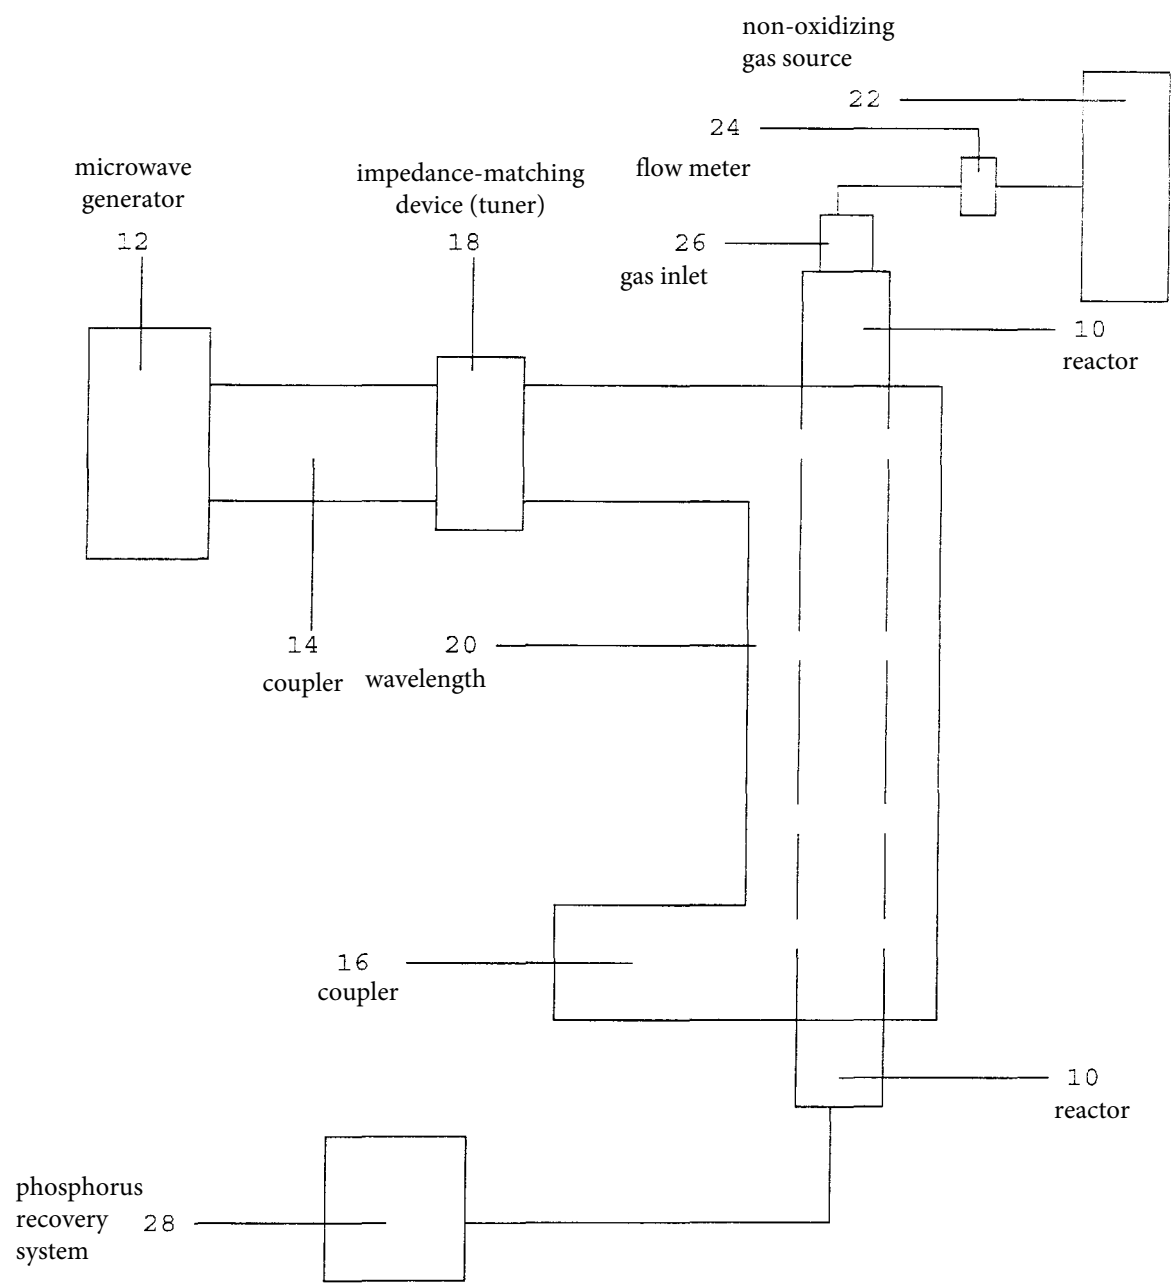 non-oxidizing
gas source
22
24
flow meter
microwave
generator
12
impedance-matching
device (tuner)
18
26
gas inlet
10
reactor
14
coupler
20
wavelength
16
coupler
10
reactor
phosphorus
recovery
system
28